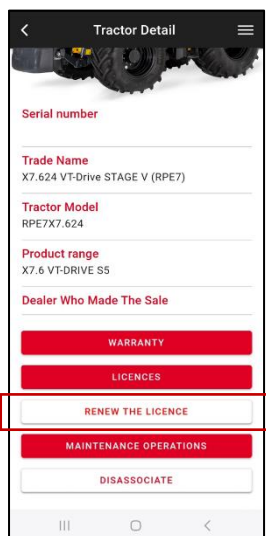 Tractor Detail
Serial number
Trade Name
X7.624 VT-Drive STAGE V (RPE7)
Tractor Model
RPE7X7.624
Product range
X7.6 VT-DRIVE S5
Dealer Who Made The Sale
WARRANTY
LICENCES
RENEW THE LICENCE
MAINTENANCE OPERATIONS
DISASSOCIATE